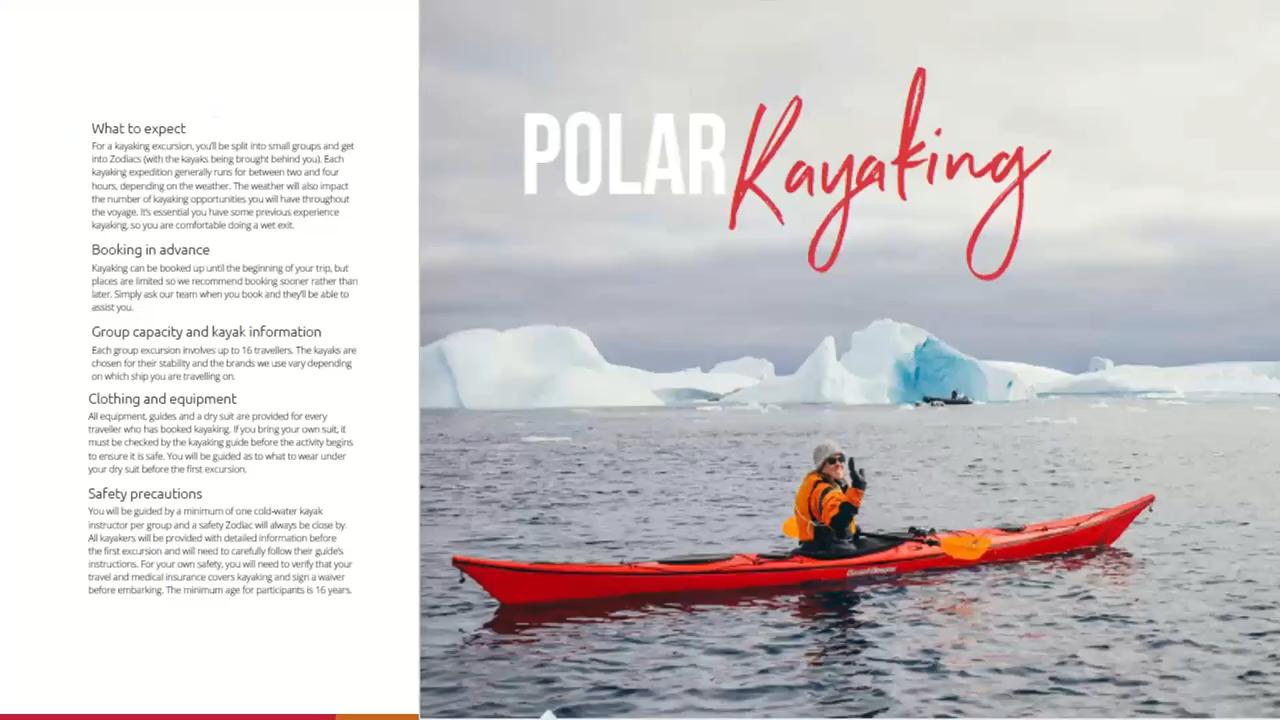 What to expect
For a kayaking excursion, you'll be split into small groups and get
into Zodiacs (with the kayaks being brought behind you). Each
kayaking expedition generally runs for between two and four
hours, depending on the weather. The weather will also impact
the number of kayaking opportunities you will have throughout
the voyage. It's essential you have some previous experience
kayaking, so you are comfortable doing a wet exit.
Booking in advance
Kayaking can be booked up until the beginning of your trip, but
places are limited so we recommend booking sooner rather than
later. Simply ask our team when you book and they'll be able to
assist you.
Group capacity and kayak information
Each group excursion involves up to 16 travellers. The kayaks are
chosen for their stability and the brands we use vary depending
on which ship you are travelling on.
Clothing and equipment
All equipment, guides and a dry suit are provided for every
traveller who has booked kayaking. If you bring your own suit, it
must be checked by the kayaking guide before the activity begins
to ensure it is safe. You will be guided as to what to wear under
your dry suit before the first excursion.
Safety precautions
You will be guided by a minimum of one cold-water kayak
instructor per group and a safety Zodiac will always be close by.
All kayakers will be provided with detailed information before
the first excursion and will need to carefully follow their guide's
instructions. For your own safety, you will need to verify that your
travel and medical insurance covers kayaking and sign a waiver
before embarking. The minimum age for participants is 16 years.
POLAR Kayaking